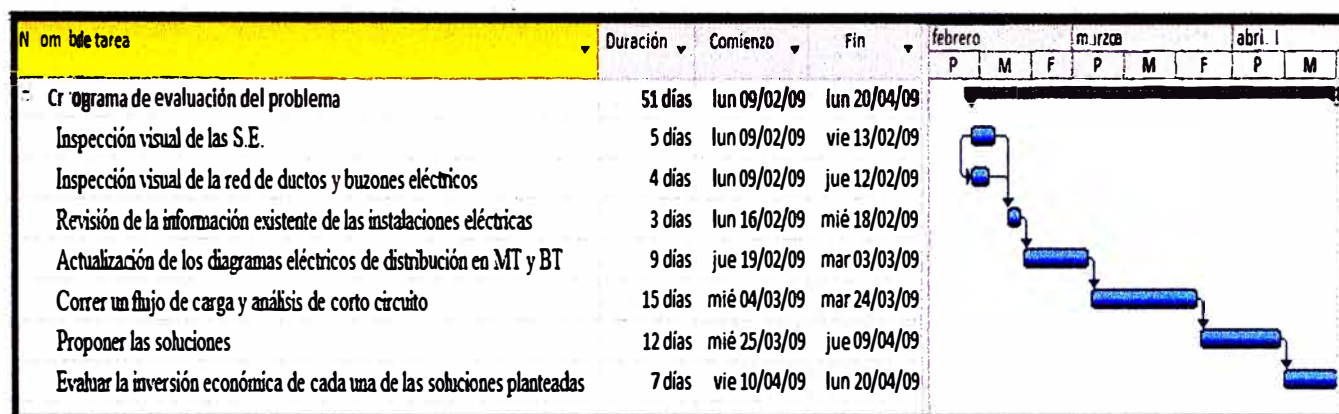 N om bde tarea Duración Comienzo Fin febrero m rzoa abri. l
P M F P M F P M
Cr ograma de evaluación del problema 51 días lun 09/02/09 lun 20/04/09
Inspección visual de las S.E. 5 días lun 09/02/09 vie 13/02/09
Inspección visual de la red de ductos y buzones eléctricos 4 días lun 09/02/09 jue 12/02/09
Revisión de la información existente de las instalaciones eléctricas 3 días lun 16/02/09 mié 18/02/09
Actualización de los diagramas eléctricos de distribución en MT y BT 9 días jue 19/02/09 mar 03/03/09
Correr un flujo de carga y análisis de corto circuito 15 días mié 04/03/09 mar 24/03/09
Proponer las soluciones 12 días mié 25/03/09 jue 09/04/09
Evaluar la inversión económica de cada una de las soluciones planteadas 7 días vie 10/04/09 lun 20/04/09